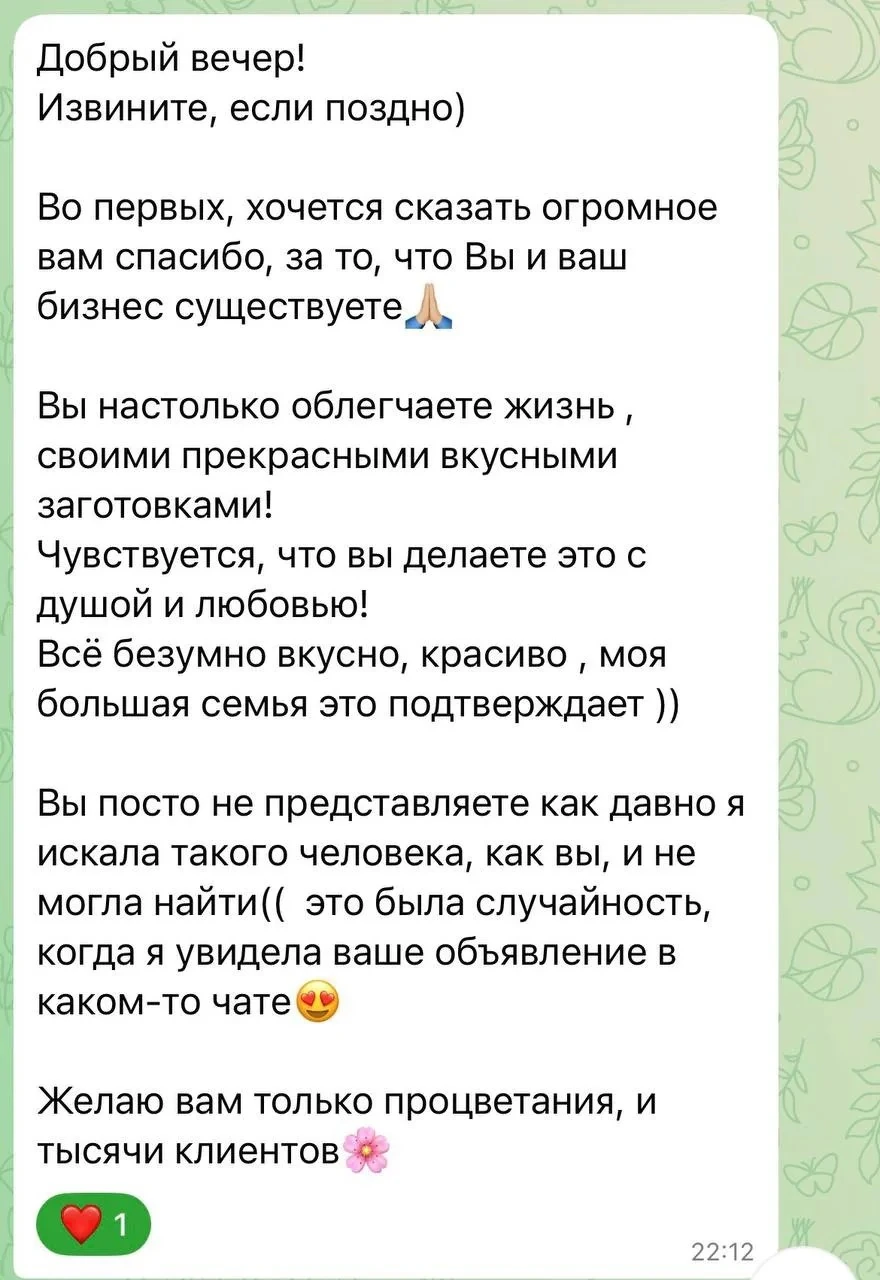 Добрый вечер!
Извините, если поздно)
Во первых, хочется сказать огромное
вам спасибо, за то, что Вы и ваш
бизнес существуете🙏🏼
Вы настолько облегчаете жизнь ,
своими прекрасными вкусными
заготовками!
Чувствуется, что вы делаете это с
душой и любовью!
Всё безумно вкусно, красиво , моя
большая семья это подтверждает ))
Вы посто не представляете как давно я
искала такого человека, как вы, и не
могла найти((  это была случайность,
когда я увидела ваше объявление в
каком-то чате😍
Желаю вам только процветания, и
тысячи клиентов🌸
❤️ 1
22:12